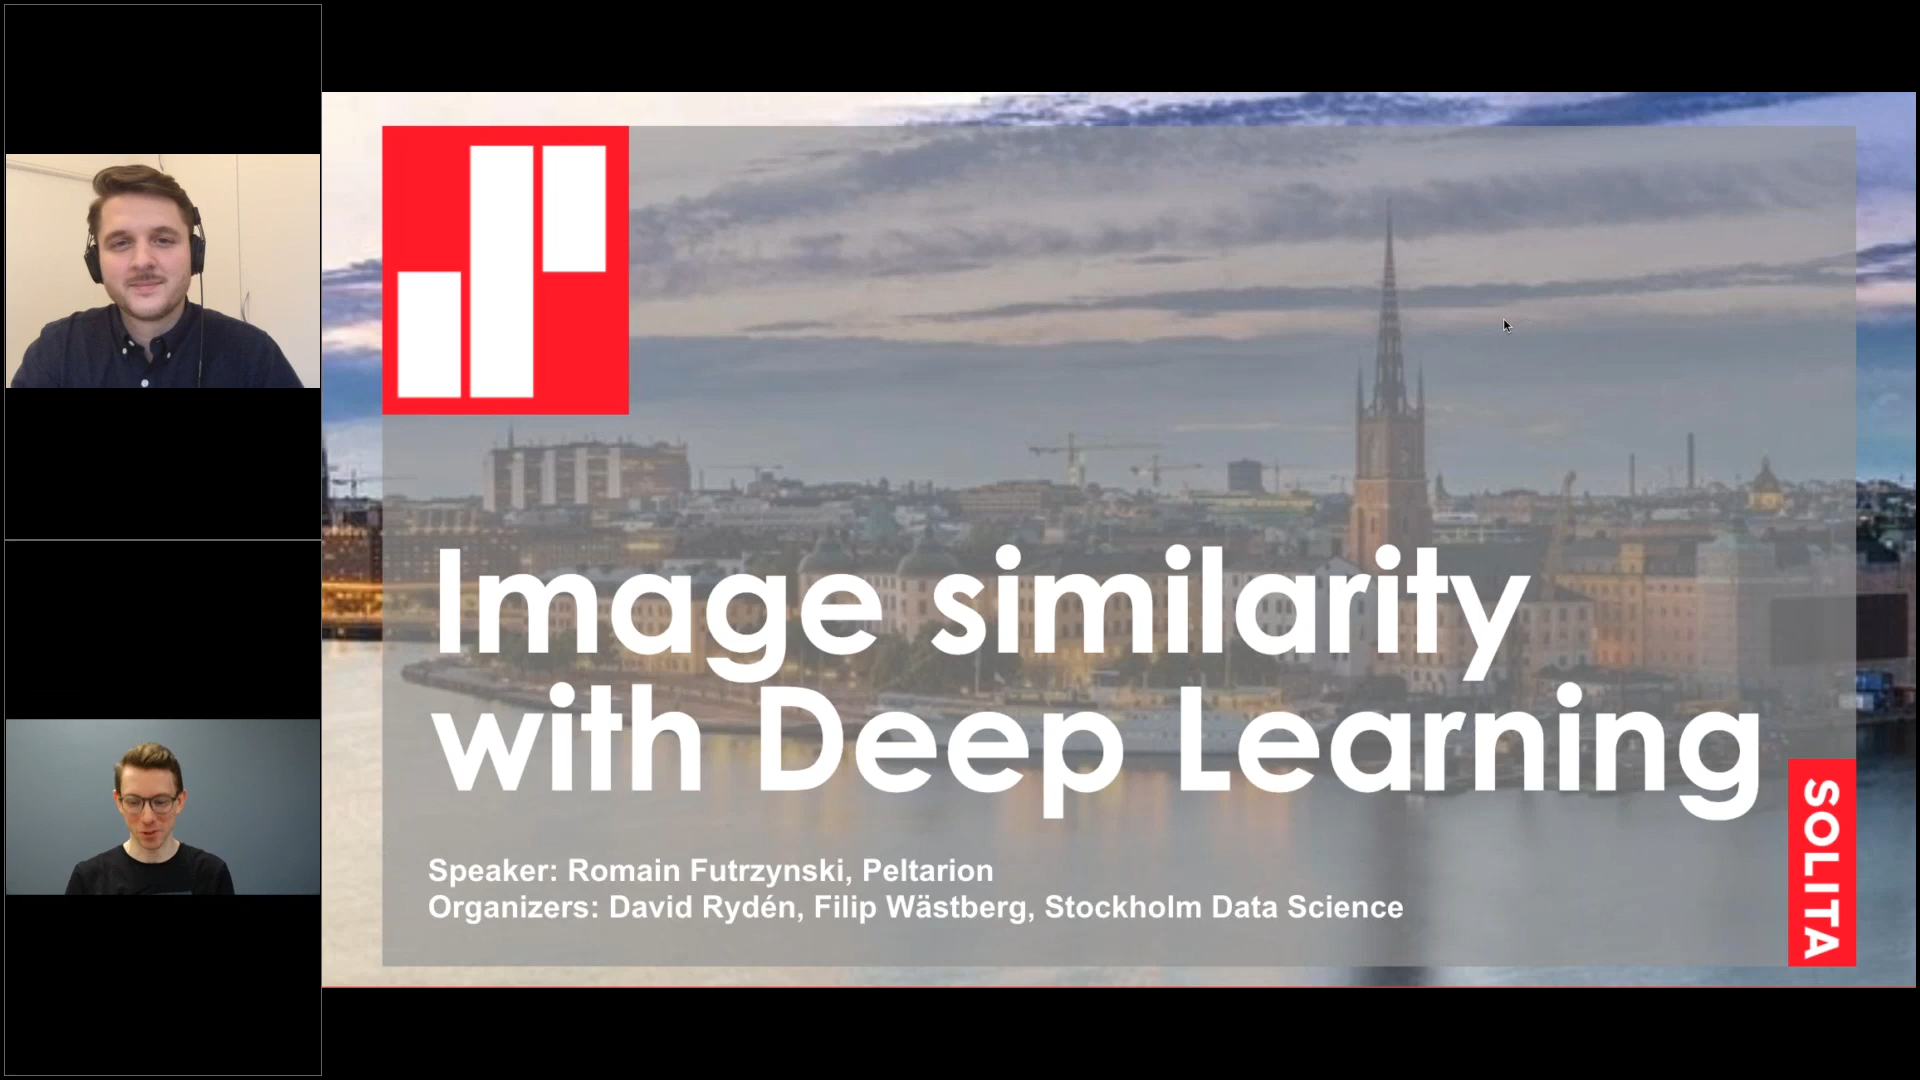 Image similarity
with Deep Learning
Speaker: Romain Futrzynski, Peltarion
Organizers: David Rydén, Filip Wästberg, Stockholm Data Science
SOLITA